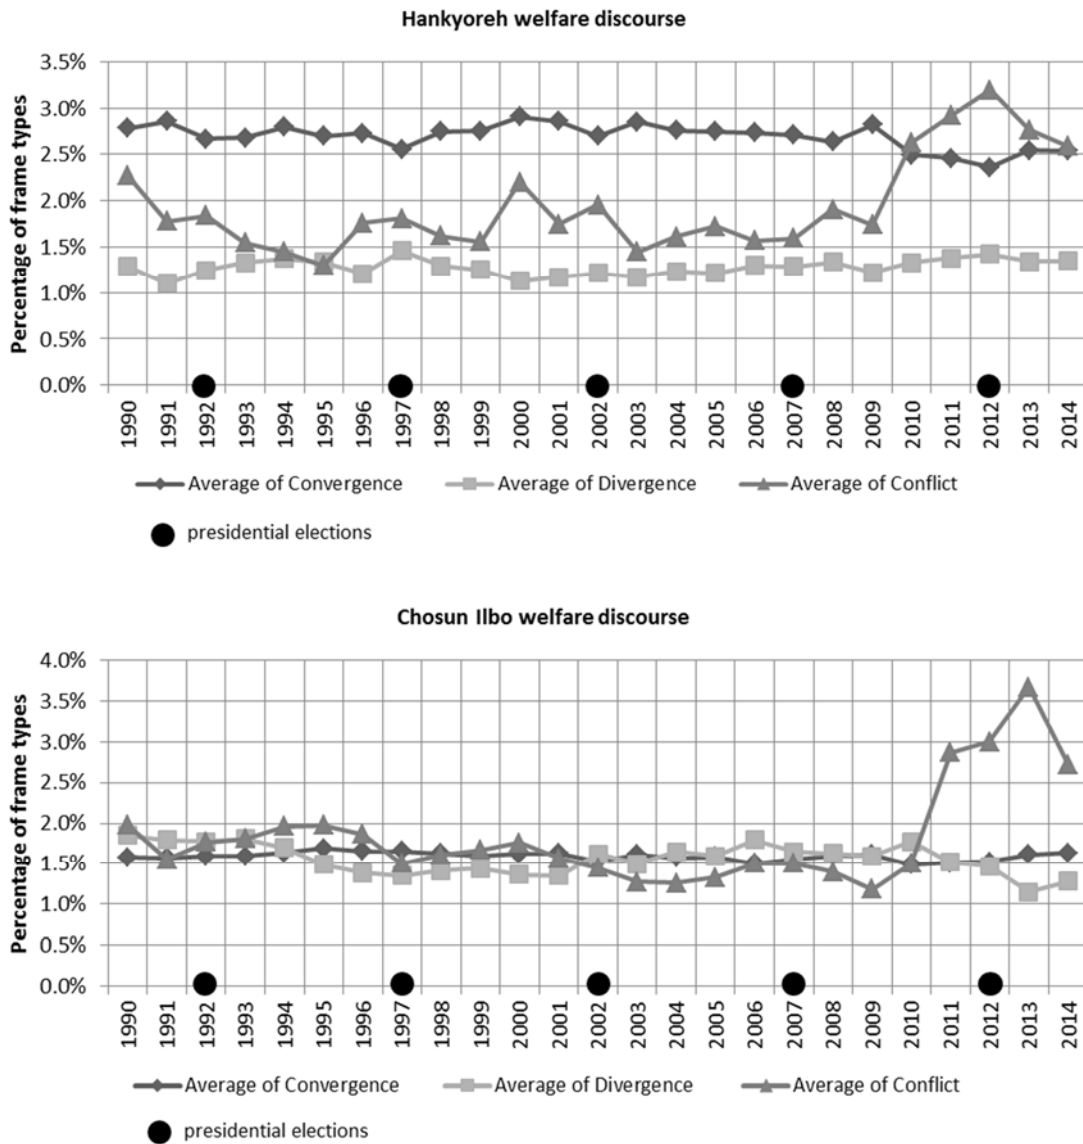 Hankyoreh welfare discourse
Percentage of frame types
3.5%
3.0%
2.5%
2.0%
1.5%
1.0%
0.5%
0.0%
1990 1991 1992 1993 1994 1995 1996 1997 1998 1999 2000 2001 2002 2003 2004 2005 2006 2007 2008 2009 2010 2011 2012 2013 2014
Average of Convergence Average of Divergence Average of Conflict
presidential elections
Chosun Ilbo welfare discourse
Percentage of frame types
4.0%
3.5%
3.0%
2.5%
2.0%
1.5%
1.0%
0.5%
0.0%
1990 1991 1992 1993 1994 1995 1996 1997 1998 1999 2000 2001 2002 2003 2004 2005 2006 2007 2008 2009 2010 2011 2012 2013 2014
Average of Convergence Average of Divergence Average of Conflict
presidential elections